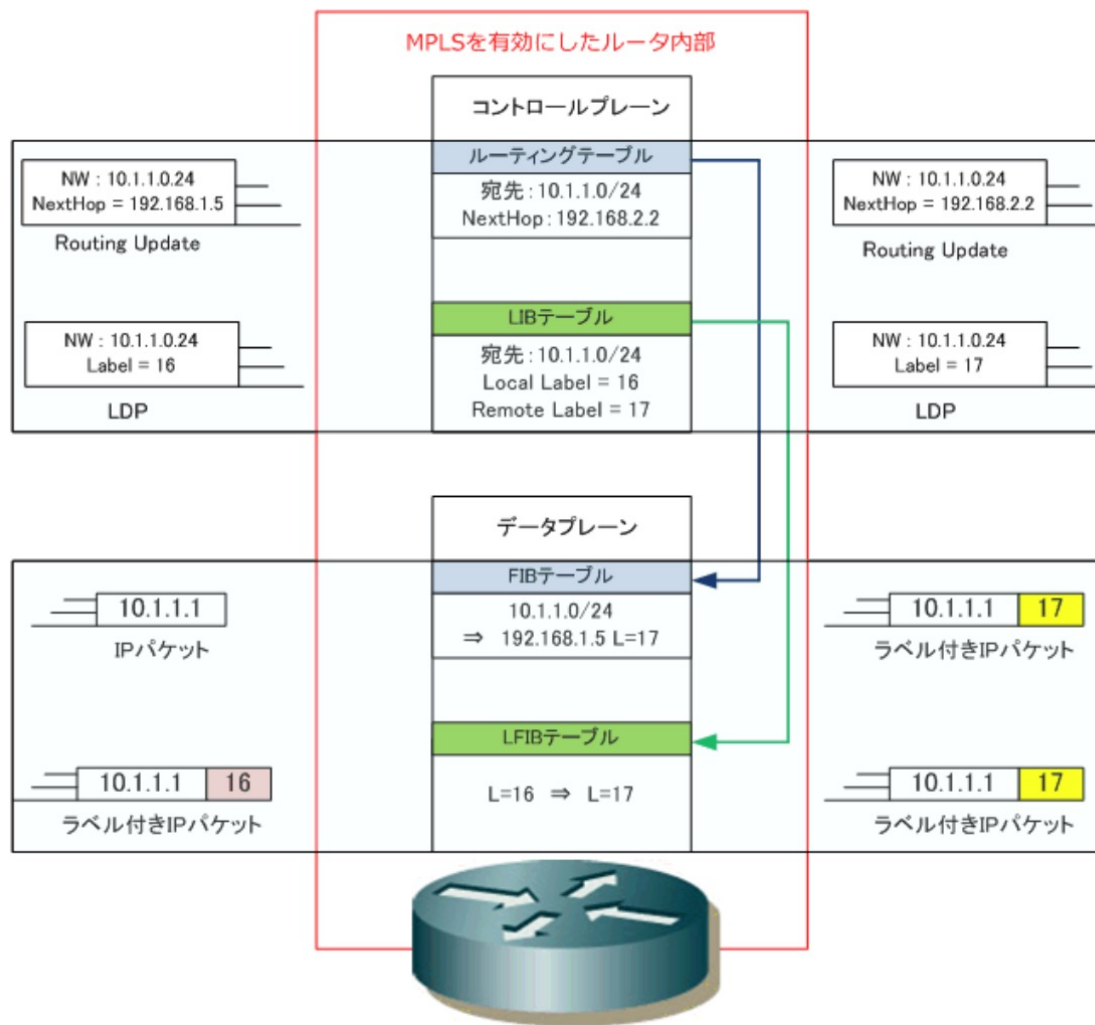 MPLSを有効にしたルータ内部
コントロールプレーン
ルーティングテーブル
宛先：10.1.1.0/24
NextHop：192.168.2.2
NW : 10.1.1.0.24
NextHop = 192.168.1.5
Routing Update
NW : 10.1.1.0.24
NextHop = 192.168.2.2
Routing Update
LIBテーブル
宛先：10.1.1.0/24
Local Label = 16
Remote Label = 17
NW : 10.1.1.0.24
Label = 16
LDP
NW : 10.1.1.0.24
Label = 17
LDP
データプレーン
FIBテーブル
10.1.1.0/24
⇒ 192.168.1.5 L=17
10.1.1.1
IPパケット
10.1.1.1 17
ラベル付きIPパケット
LFIBテーブル
L=16 ⇒ L=17
10.1.1.1 16
ラベル付きIPパケット
10.1.1.1 17
ラベル付きIPパケット